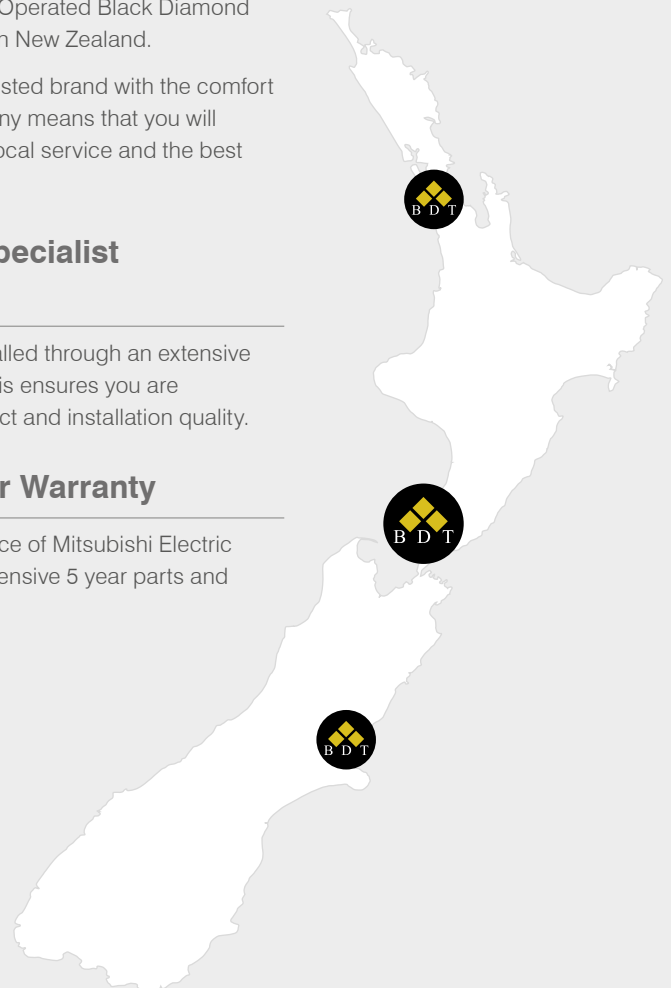 Operated Black Diamond
n New Zealand.
sted brand with the comfort
ny means that you will
ocal service and the best
pecialist
alled through an extensive
is ensures you are
ct and installation quality.
r Warranty
ce of Mitsubishi Electric
ensive 5 year parts and
B D T
B D T
B D T